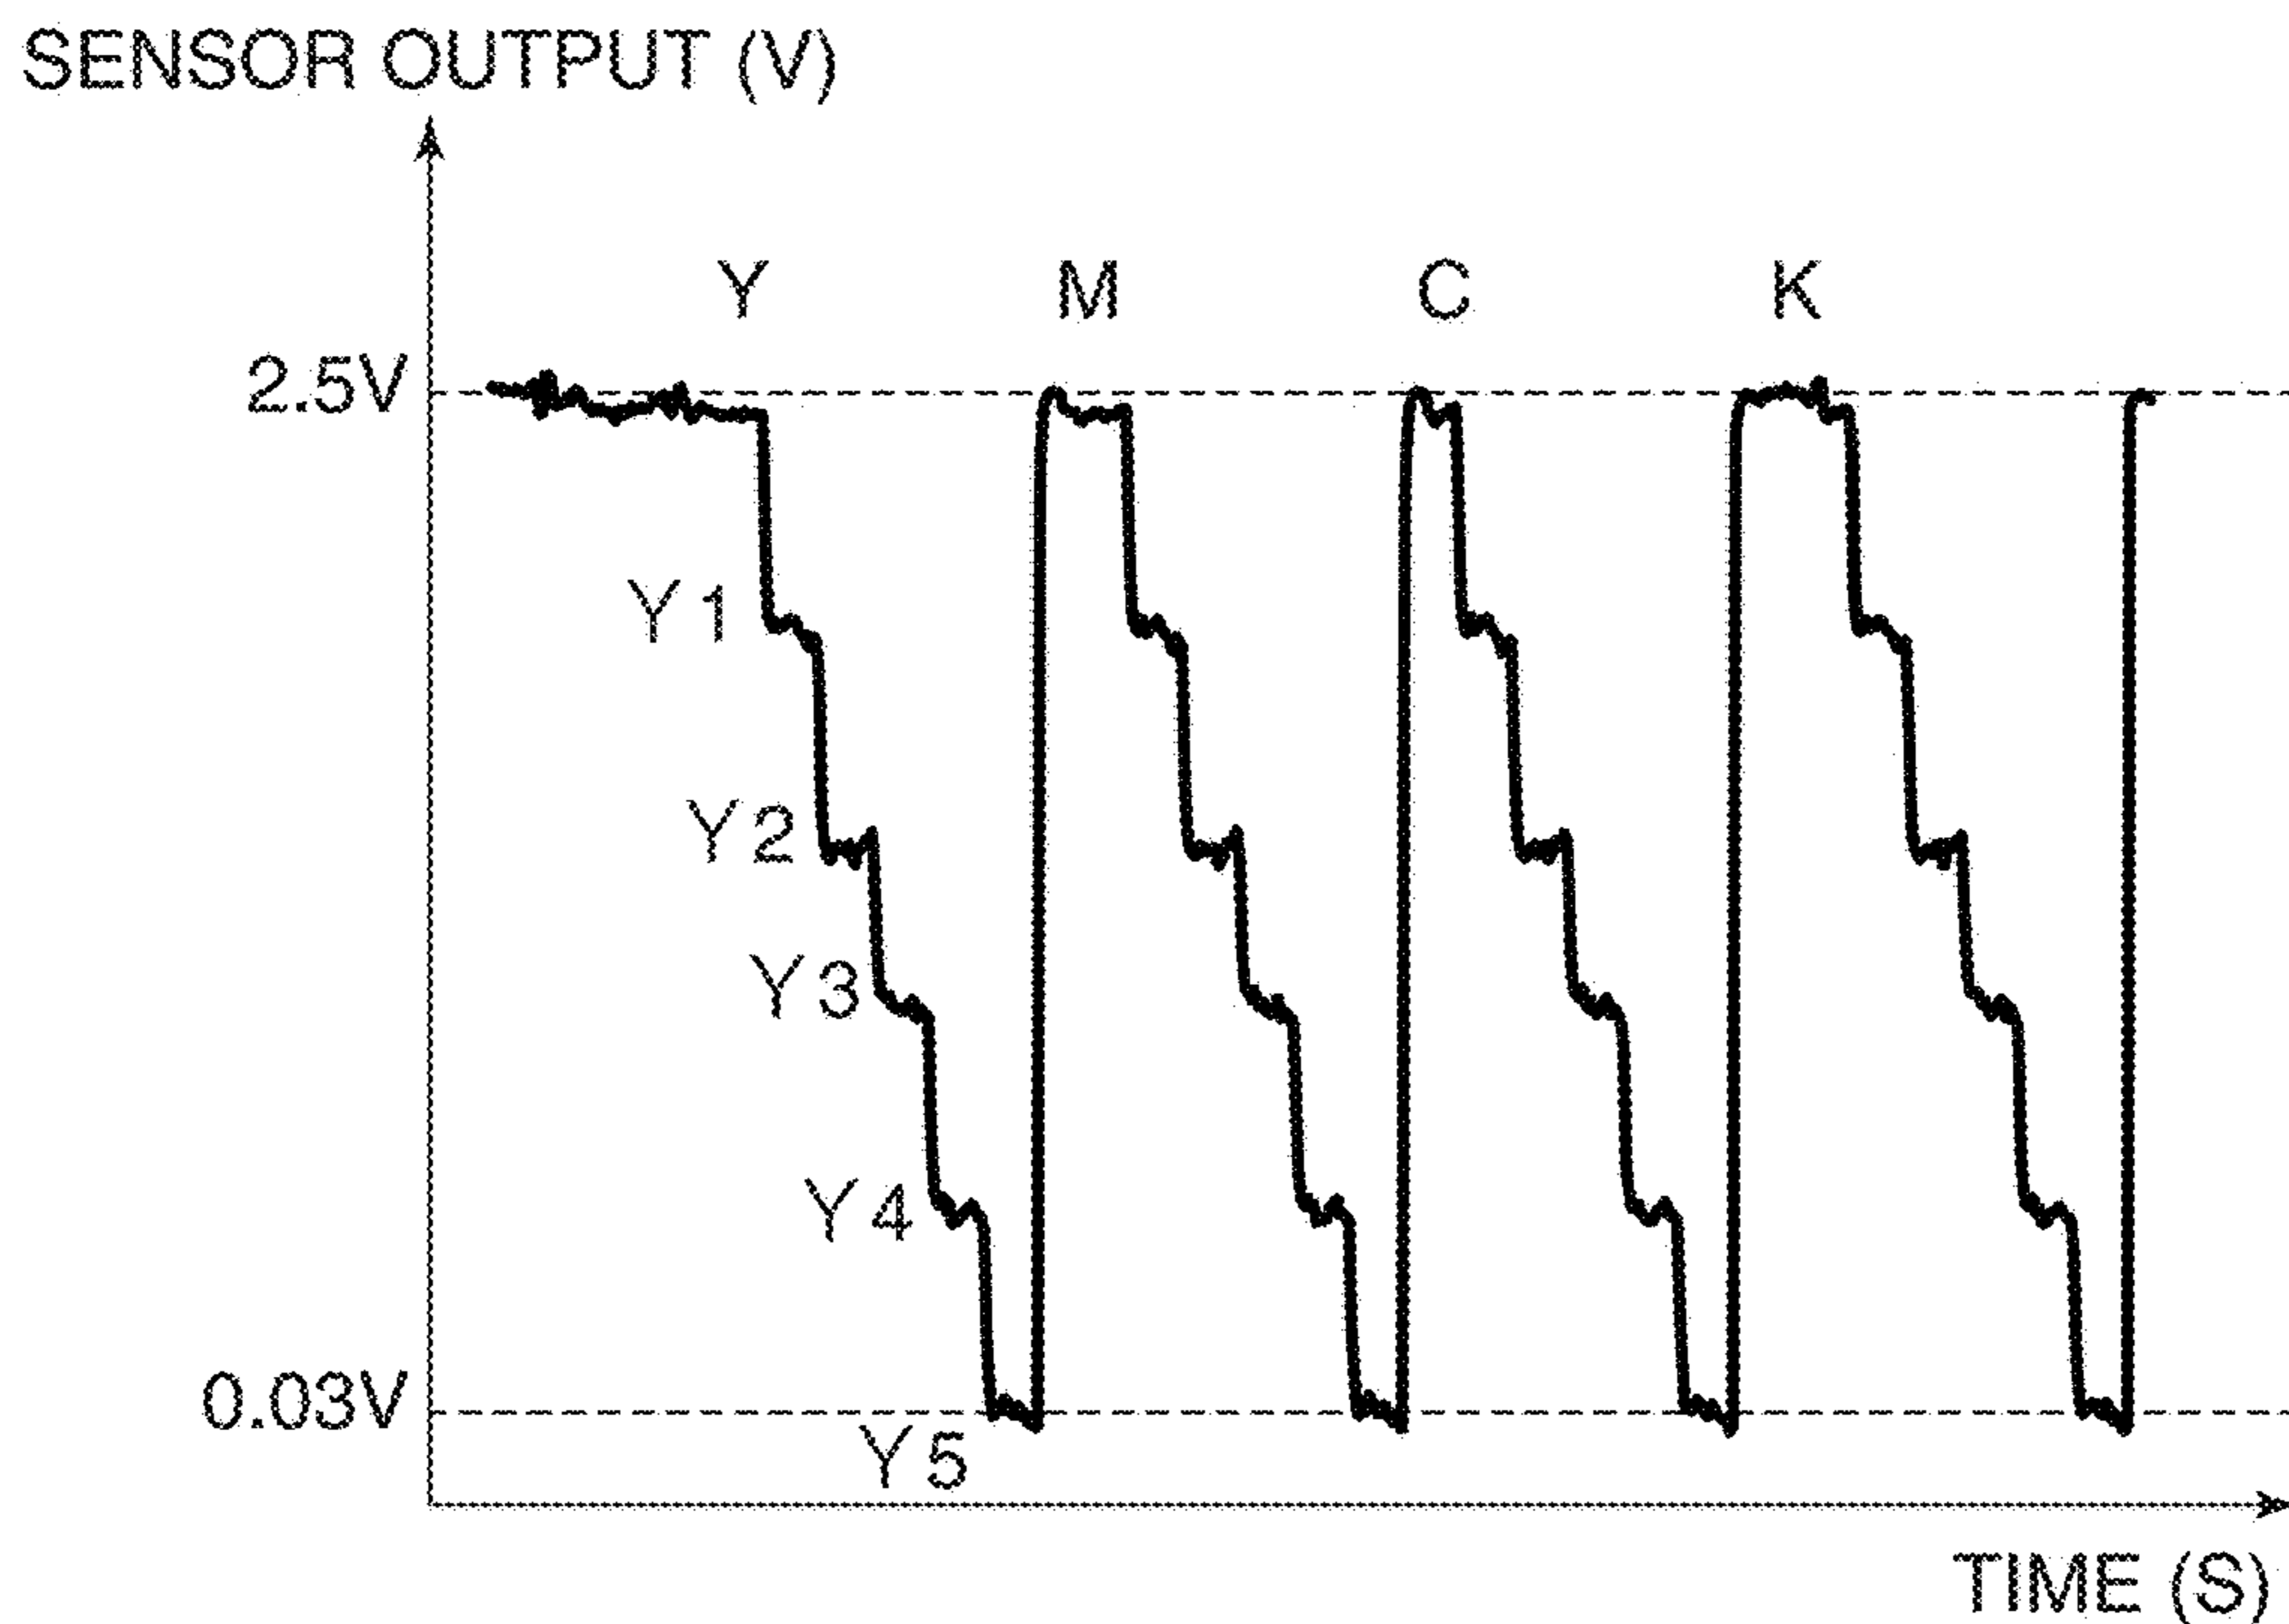 SENSOR OUTPUT (V)
Y M C K
2.5V
Y1
Y2
Y3
Y4
0.03V
Y5
TIME (S)